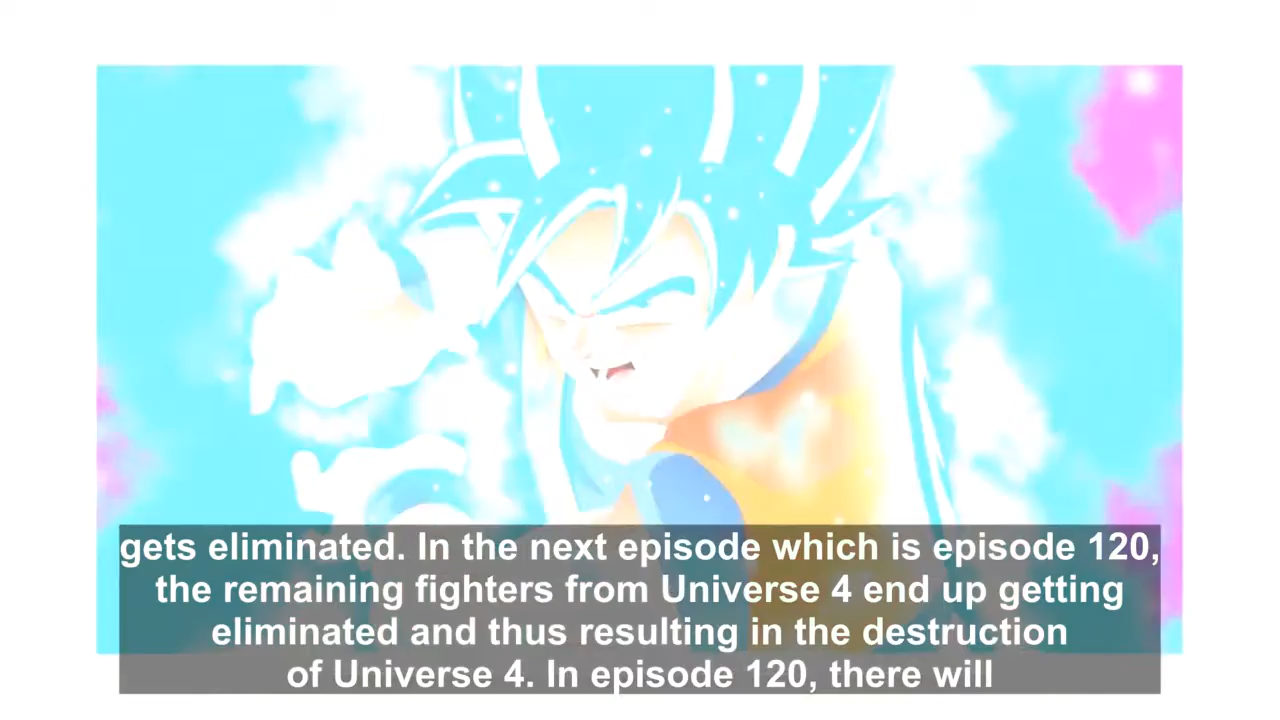 gets eliminated. In the next episode which is episode 120,
the remaining fighters from Universe 4 end up getting
eliminated and thus resulting in the destruction
of Universe 4. In episode 120, there will